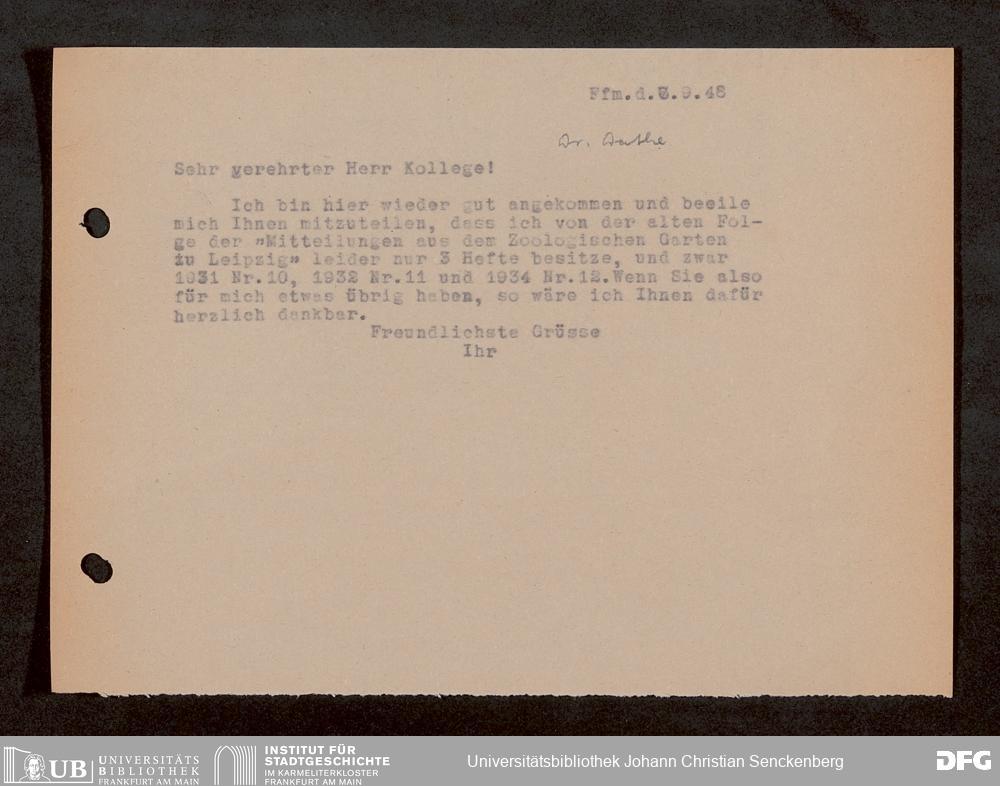 Ffm.d.3.9.48
Dr. Dathe
Sehr verehrter Herr Kollege!
Ich bin hier wieder gut angekommen und beeile
mich Ihnen mitzuteilen, dass ich von der alten Fol-
ge der "Mitteilungen aus dem Zoologischen Garten
zu Leipzig" leider nur 3 Hefte besitze, und zwar
1931 Nr.10, 1932 Nr.11 und 1934 Nr.12.Wenn Sie also
für mich etwas übrig haben, so wäre ich Ihnen dafür
herzlich dankbar.
Freundlichste Grüsse
Ihr
UB UNIVERSITÄTS
BIBLIOTHEK
FRANKFURT AM MAIN
INSTITUT FÜR
STADTGESCHICHTE
IM KARMELITERKLOSTER
FRANKFURT AM MAIN
Universitätsbibliothek Johann Christian Senckenberg
DFG